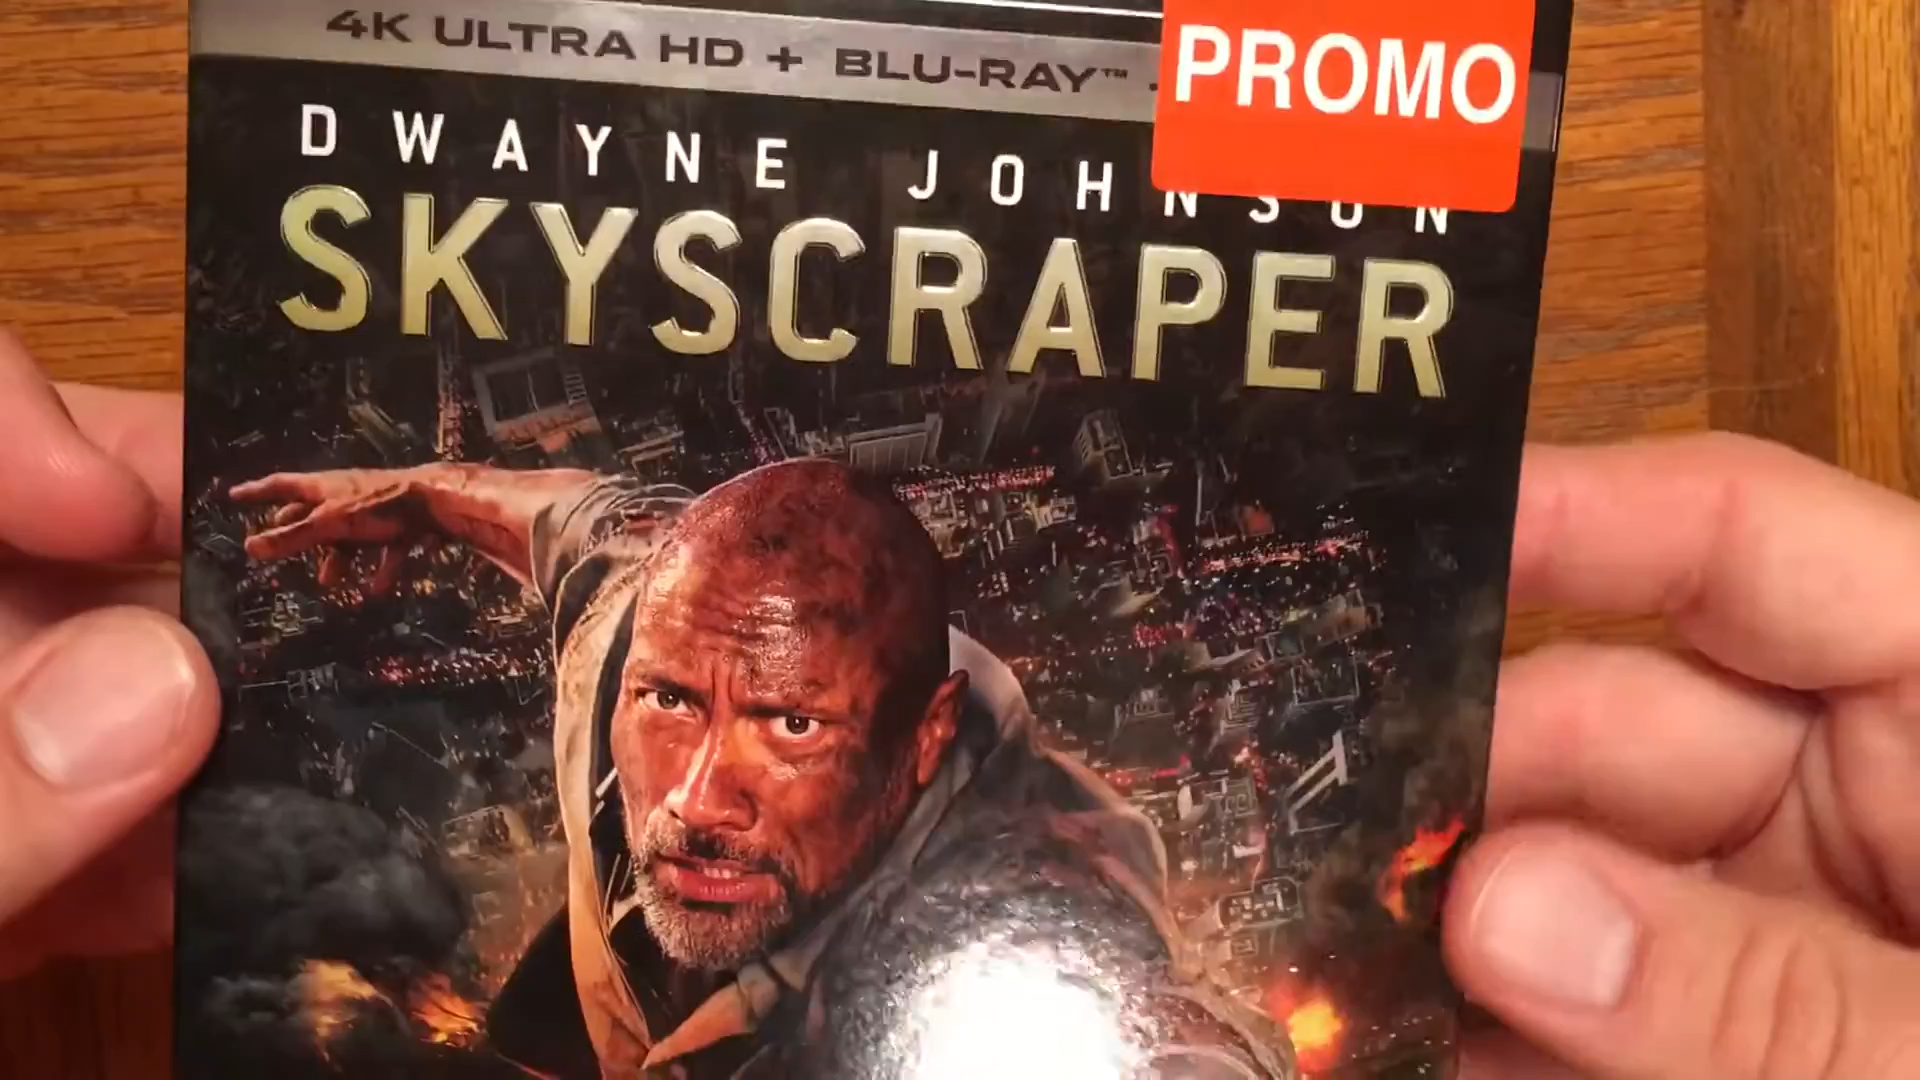 4K ULTRA HD + BLU-RAY™
PROMO
DWAYNE JOHNSON
SKYSCRAPER